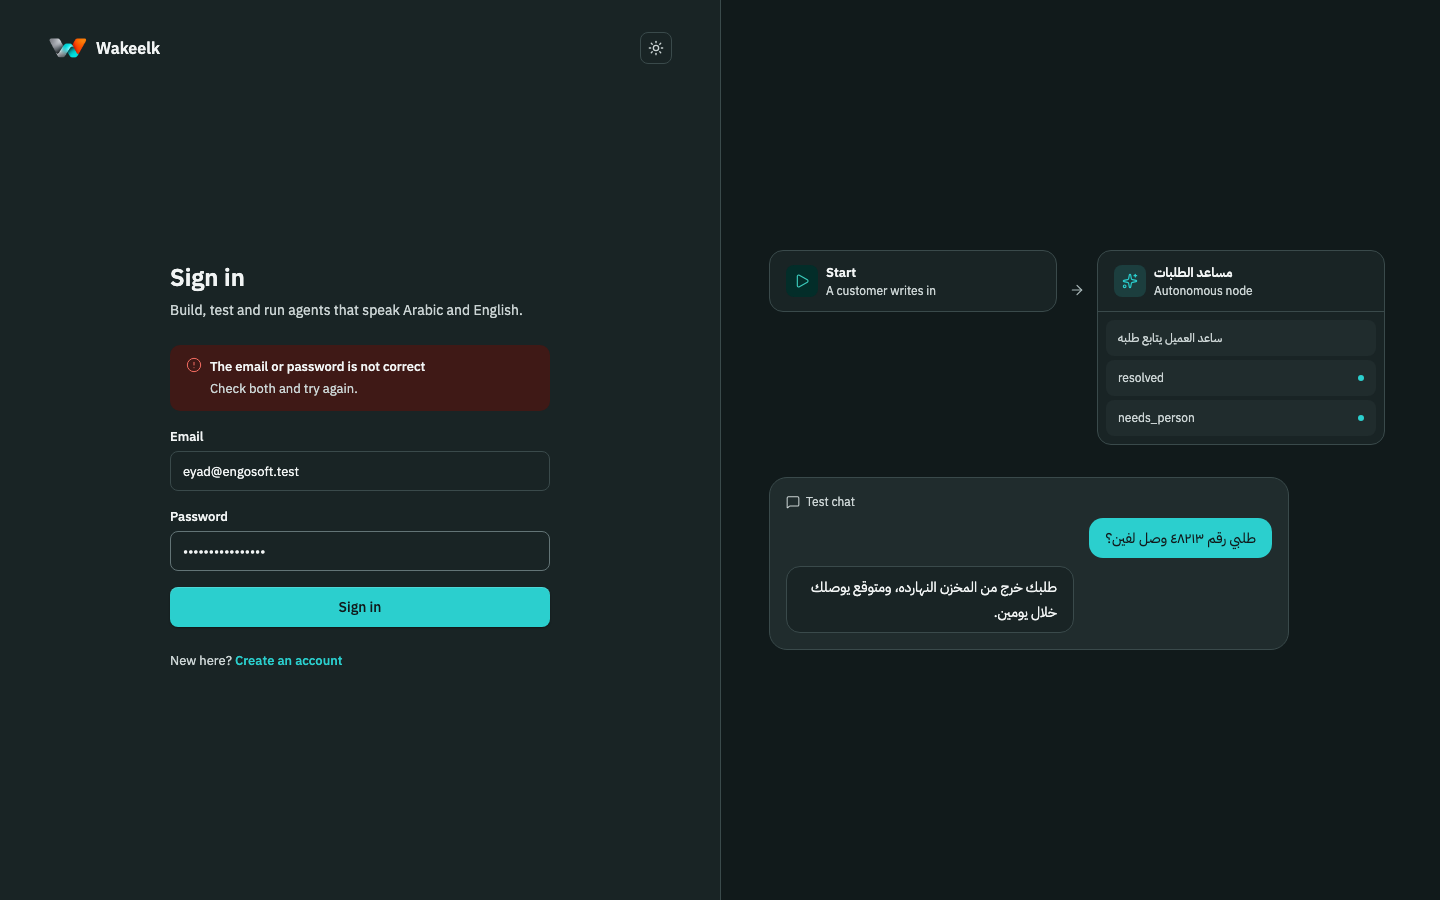 Wakeelk
Sign in
Build, test and run agents that speak Arabic and English.
The email or password is not correct
Check both and try again.
Email
eyad@engosoft.test
Password
••••••••••••••••
Sign in
New here? Create an account
Start
A customer writes in
مساعد الطلبات
Autonomous node
ساعد العميل يتابع طلبه
resolved
needs_person
Test chat
طلبي رقم ٤٨٢١٣ وصل لفين؟
طلبك خرج من المخزن النهارده، ومتوقع يوصلك
خلال يومين.